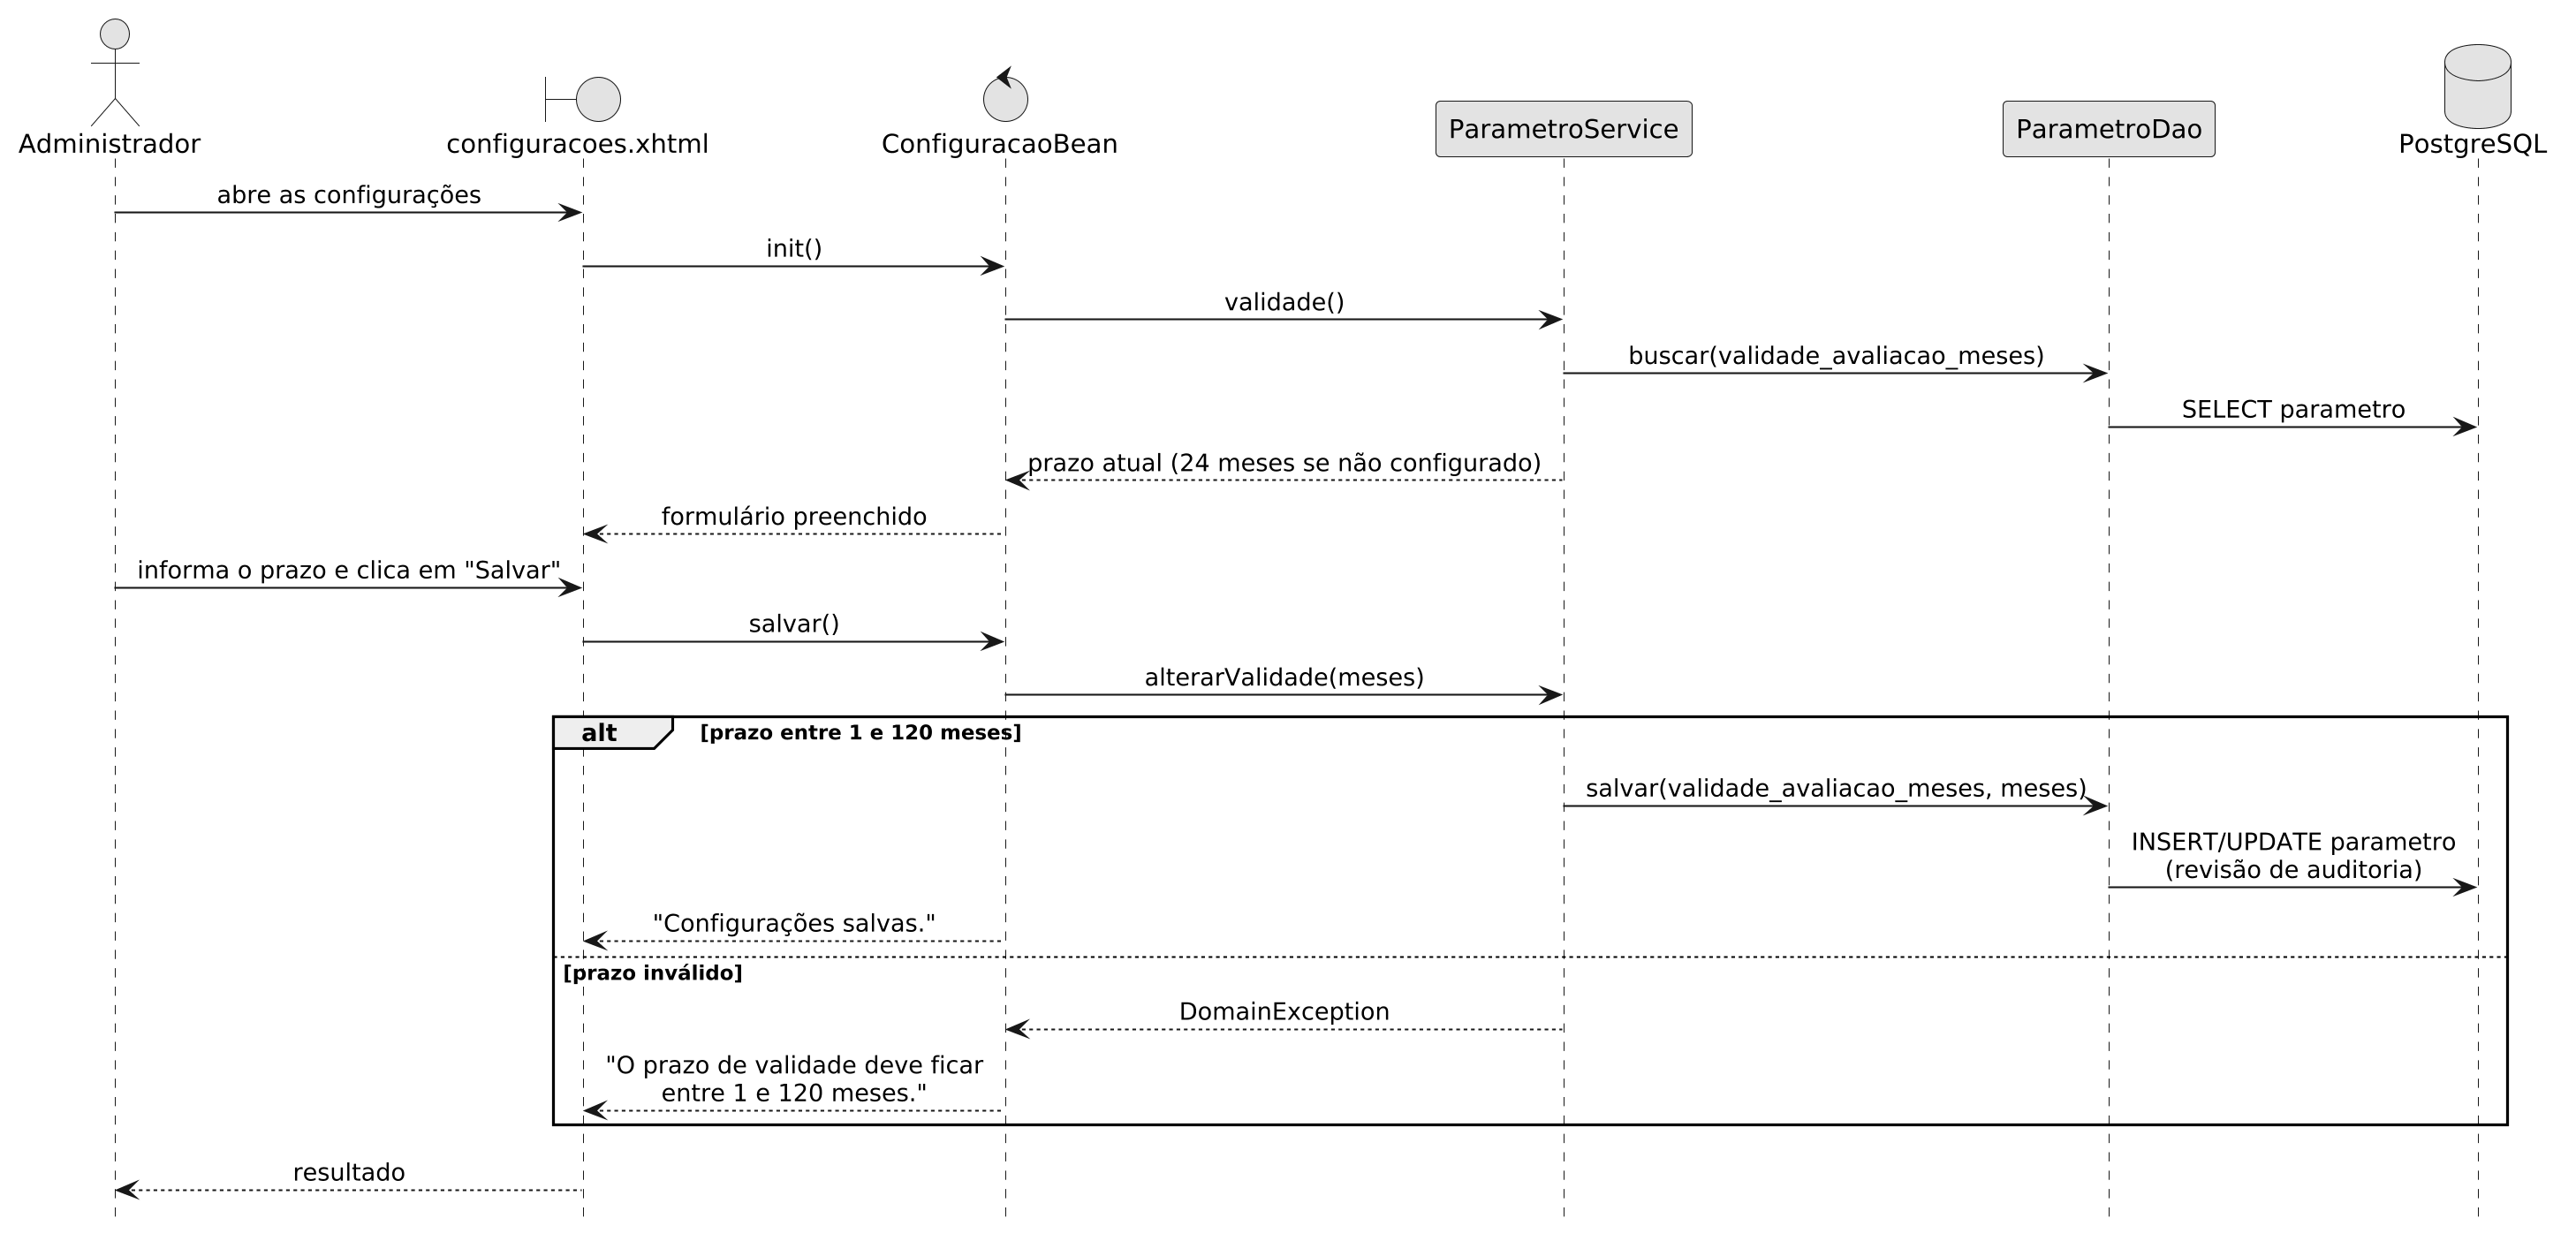 Administrador
configuracoes.xhtml
ConfiguracaoBean
ParametroService
ParametroDao
PostgreSQL
abre as configurações
init()
validade()
buscar(validade_avaliacao_meses)
SELECT parametro
prazo atual (24 meses se não configurado)
formulário preenchido
informa o prazo e clica em "Salvar"
salvar()
alterarValidade(meses)
alt
[prazo entre 1 e 120 meses]
salvar(validade_avaliacao_meses, meses)
INSERT/UPDATE parametro
(revisão de auditoria)
"Configurações salvas."
[prazo inválido]
DomainException
"O prazo de validade deve ficar
entre 1 e 120 meses."
resultado